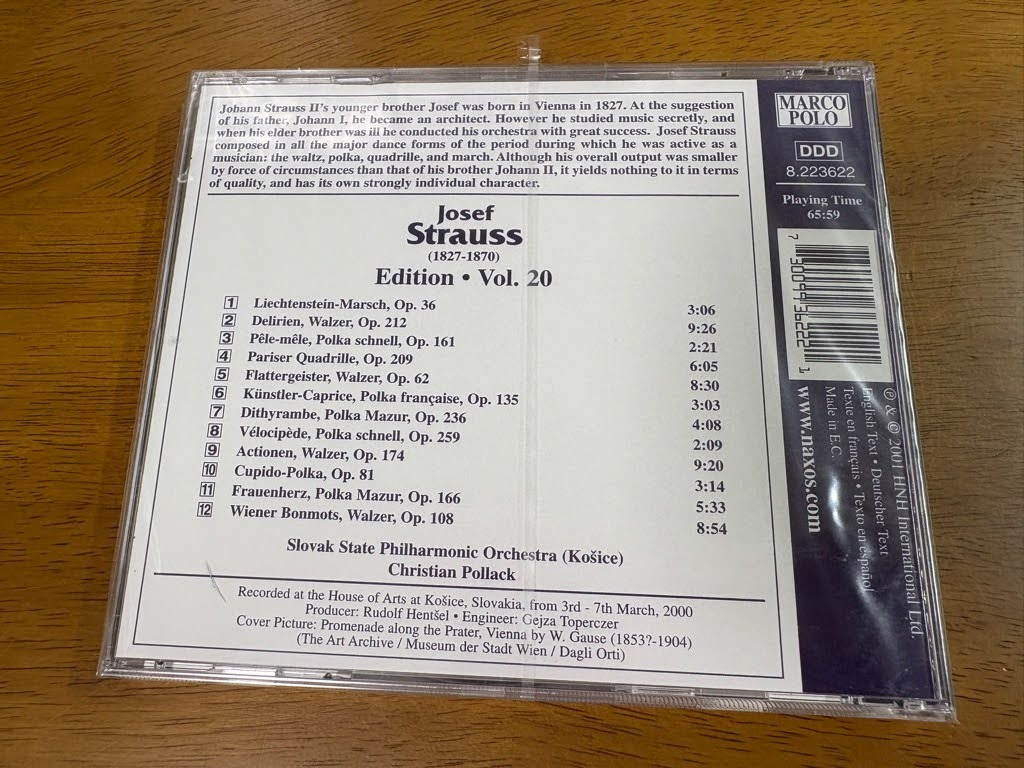 Johann Strauss II's younger brother Josef was born in Vienna in 1827. At the suggestion
of his father, Johann I, he became an architect. However he studied music secretly, and
when his elder brother was ill he conducted his orchestra with great success. Josef Strauss
composed in all the major dance forms of the period during which he was active as a
musician: the waltz, polka, quadrille, and march. Although his overall output was smaller
by force of circumstances than that of his brother Johann II, it yields nothing to it in terms
of quality, and has its own strongly individual character.
Josef
Strauss
(1827-1870)
Edition • Vol. 20
1 Liechtenstein-Marsch, Op. 36 3:06
2 Delirien, Walzer, Op. 212 9:26
3 Pêle-mêle, Polka schnell, Op. 161 2:21
4 Pariser Quadrille, Op. 209 6:05
5 Flattergeister, Walzer, Op. 62 8:30
6 Künstler-Caprice, Polka française, Op. 135 3:03
7 Dithyrambe, Polka Mazur, Op. 236 4:08
8 Vélocipède, Polka schnell, Op. 259 2:09
9 Actionen, Walzer, Op. 174 9:20
10 Cupido-Polka, Op. 81 3:14
11 Frauenherz, Polka Mazur, Op. 166 5:33
12 Wiener Bonmots, Walzer, Op. 108 8:54
Slovak State Philharmonic Orchestra (Košice)
Christian Pollack
Recorded at the House of Arts at Košice, Slovakia, from 3rd - 7th March, 2000
Producer: Rudolf Hentšel • Engineer: Gejza Toperczer
Cover Picture: Promenade along the Prater, Vienna by W. Gause (1853?-1904)
(The Art Archive / Museum der Stadt Wien / Dagli Orti)
MARCO
POLO
DDD
8.223622
Playing Time
65:59
7 30099 36222 1
℗ & © 2001 HNH International Ltd.
English Text • Deutscher Text
Texte en français • Texto en español
Made in E.C.
www.naxos.com